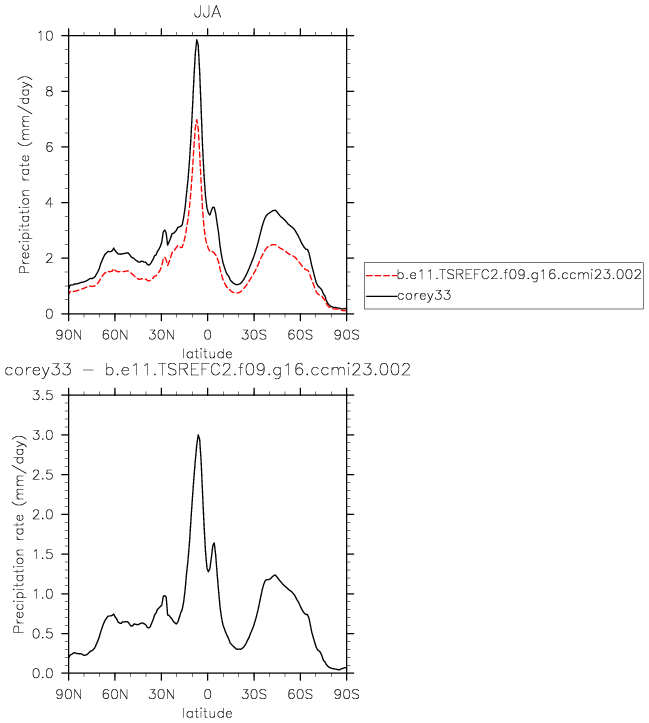 JJA
Precipitation rate (mm/day)
10
8
6
4
2
0
90N 60N 30N 0 30S 60S 90S
latitude
b.e11.TSREFC2.f09.g16.ccmi23.002
corey33
corey33 - b.e11.TSREFC2.f09.g16.ccmi23.002
Precipitation rate (mm/day)
3.5
3.0
2.5
2.0
1.5
1.0
0.5
0.0
90N 60N 30N 0 30S 60S 90S
latitude